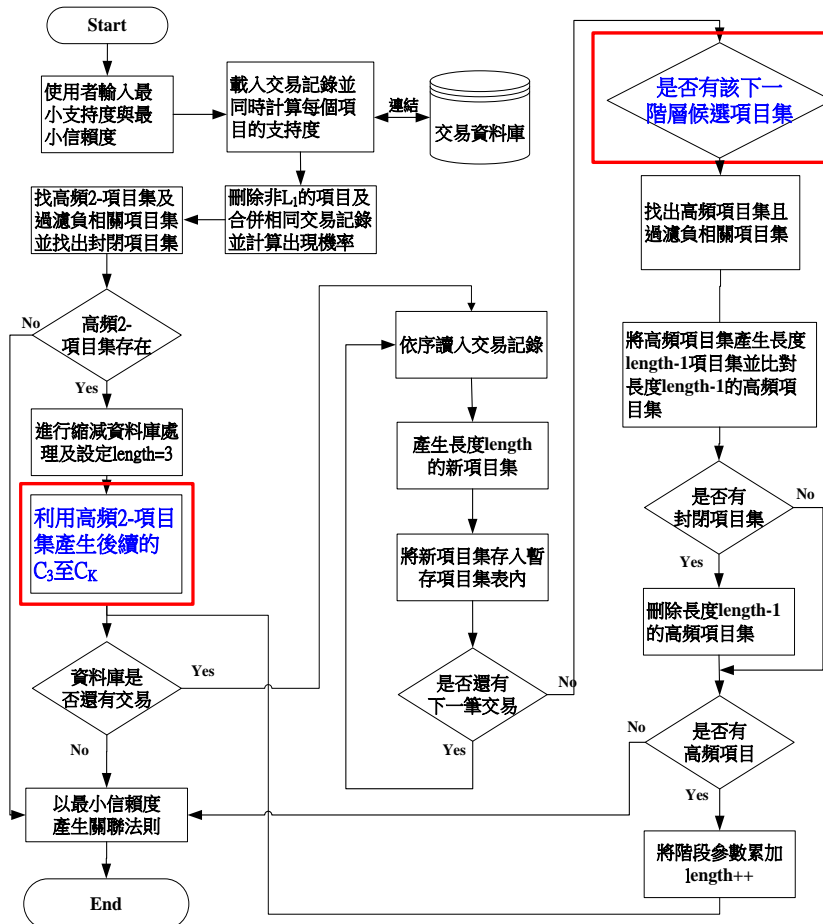 Start
使用者輸入最
小支持度與最
小信賴度
載入交易記錄並
同時計算每個項
目的支持度
連結
交易資料庫
刪除非L1的項目及
合併相同交易記錄
並計算出現機率
找高頻2-項目集及
過濾負相關項目集
並找出封閉項目集
高頻2-
項目集存在
No
Yes
進行縮減資料庫處
理及設定length=3
利用高頻2-項目
集產生後續的
C3至CK
資料庫是
否還有交易
Yes
No
以最小信賴度
產生關聯法則
End
依序讀入交易記錄
產生長度length
的新項目集
將新項目集存入暫
存項目集表內
是否還有
下一筆交易
No
Yes
是否有該下一
階層候選項目集
找出高頻項目集且
過濾負相關項目集
將高頻項目集產生長度
length-1項目集並比對
長度length-1的高頻項
目集
是否有
封閉項目集
No
Yes
刪除長度length-1
的高頻項目集
是否有
高頻項目
No
Yes
將階段參數累加
length++